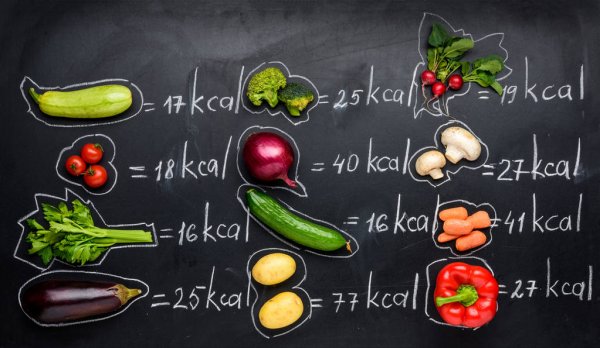 = 17 kcal = 25 kcal = 19 kcal
= 18 kcal = 40 kcal = 27 kcal
= 16 kcal = 16 kcal = 41 kcal
= 25 kcal = 77 kcal = 27 kcal